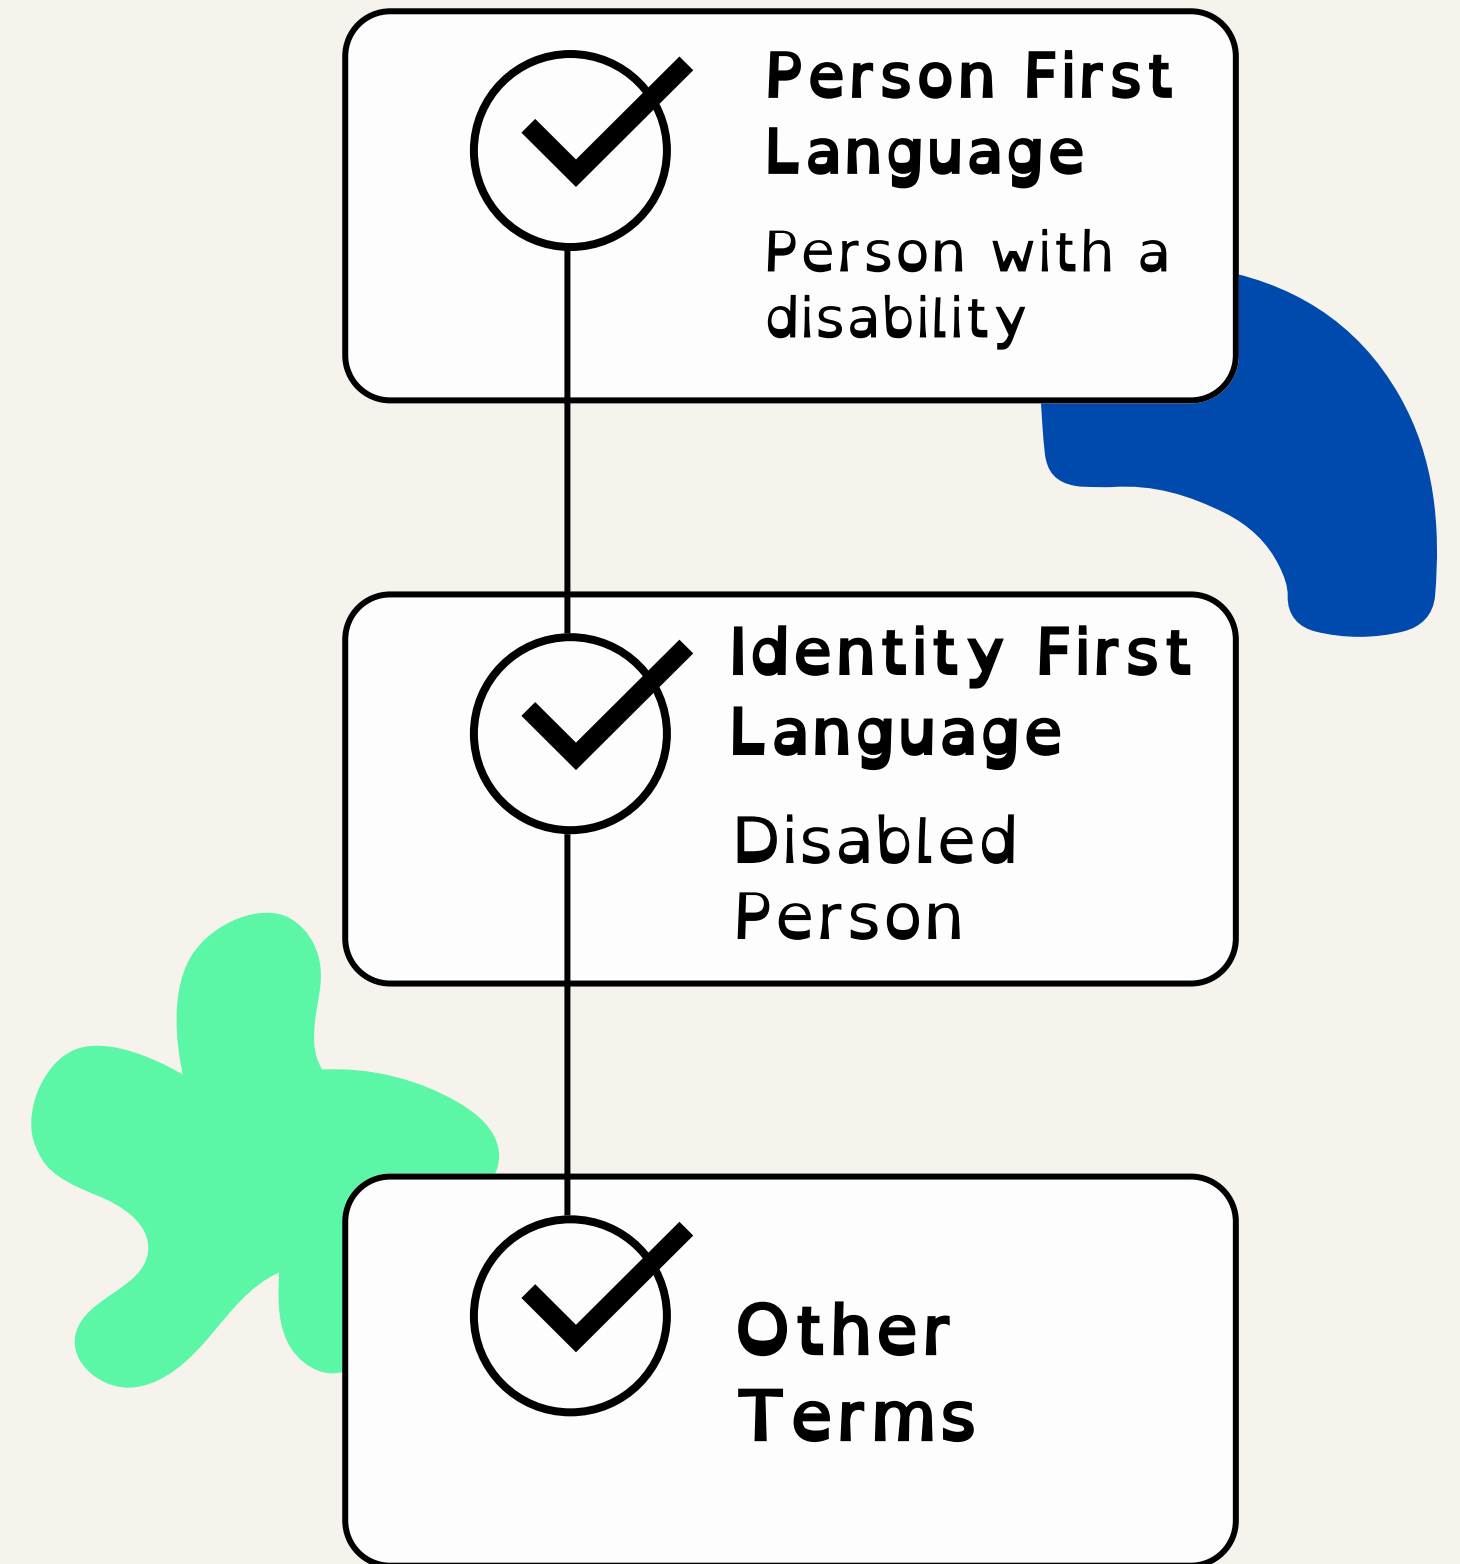 Person First
Language
Person with a
disability
Identity First
Language
Disabled
Person
Other
Terms